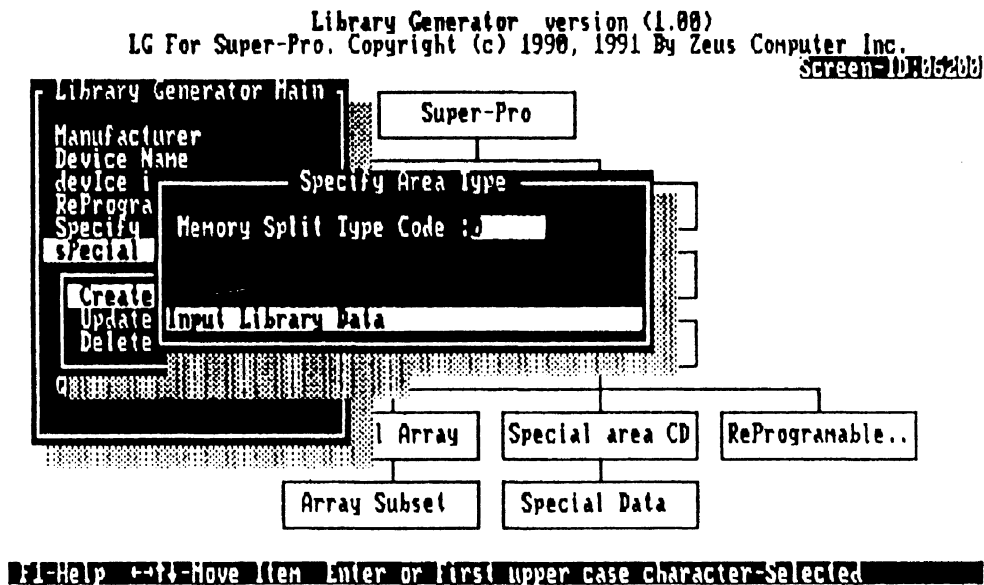 Library Generator version (1.00)
LG For Super-Pro. Copyright (c) 1990, 1991 By Zeus Computer Inc.
Screen-ID:06200
Library Generator Main
Super-Pro
Manufacturer
Device Name
devIce i
ReProgra

Specify
sPecial
Specify Area Type
Memory Split Type Code :
Input Library Data
Create
Update
Delete
Q
l Array
Special area CD
ReProgramable..
Array Subset
Special Data
F1-Help ←→↑↓-Move Item Enter or First upper case character-Selected